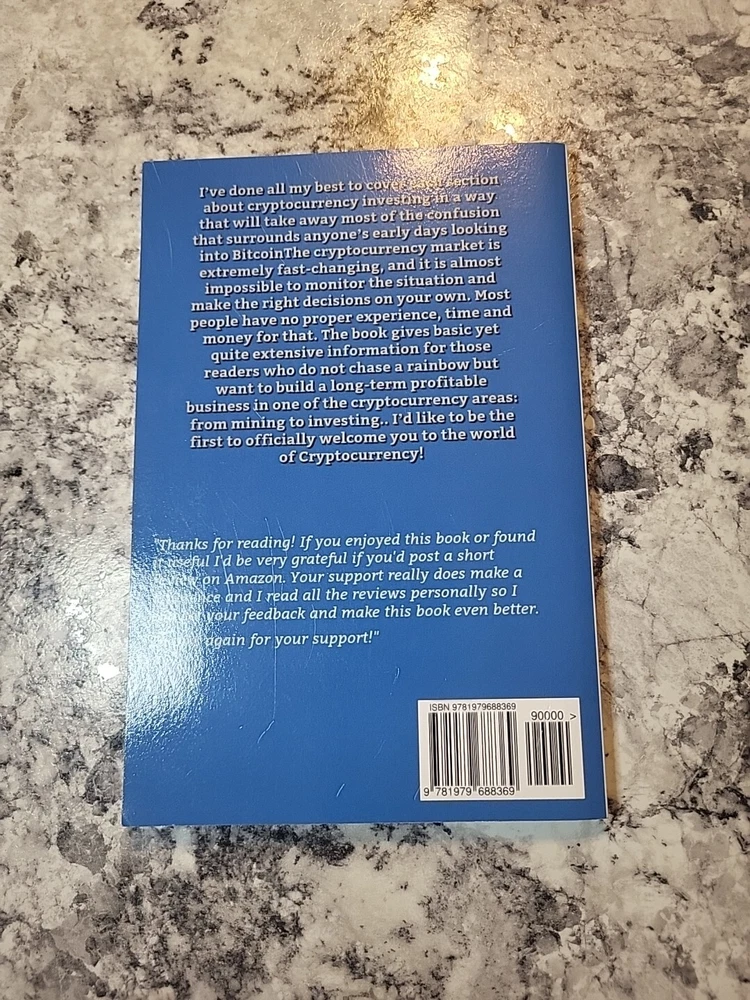 I've done all my best to cover each section
about cryptocurrency investing in a way
that will take away most of the confusion
that surrounds anyone's early days looking
into BitcoinThe cryptocurrency market is
extremely fast-changing, and it is almost
impossible to monitor the situation and
make the right decisions on your own. Most
people have no proper experience, time and
money for that. The book gives basic yet
quite extensive information for those
readers who do not chase a rainbow but
want to build a long-term profitable
business in one of the cryptocurrency areas:
from mining to investing.. I'd like to be the
first to officially welcome you to the world
of Cryptocurrency!
"Thanks for reading! If you enjoyed this book or found
I'd be very grateful if you'd post a short
on Amazon. Your support really does make a
and I read all the reviews personally so I
your feedback and make this book even better.
again for your support!"
ISBN 9781979688369
90000 >
9 781979 688369